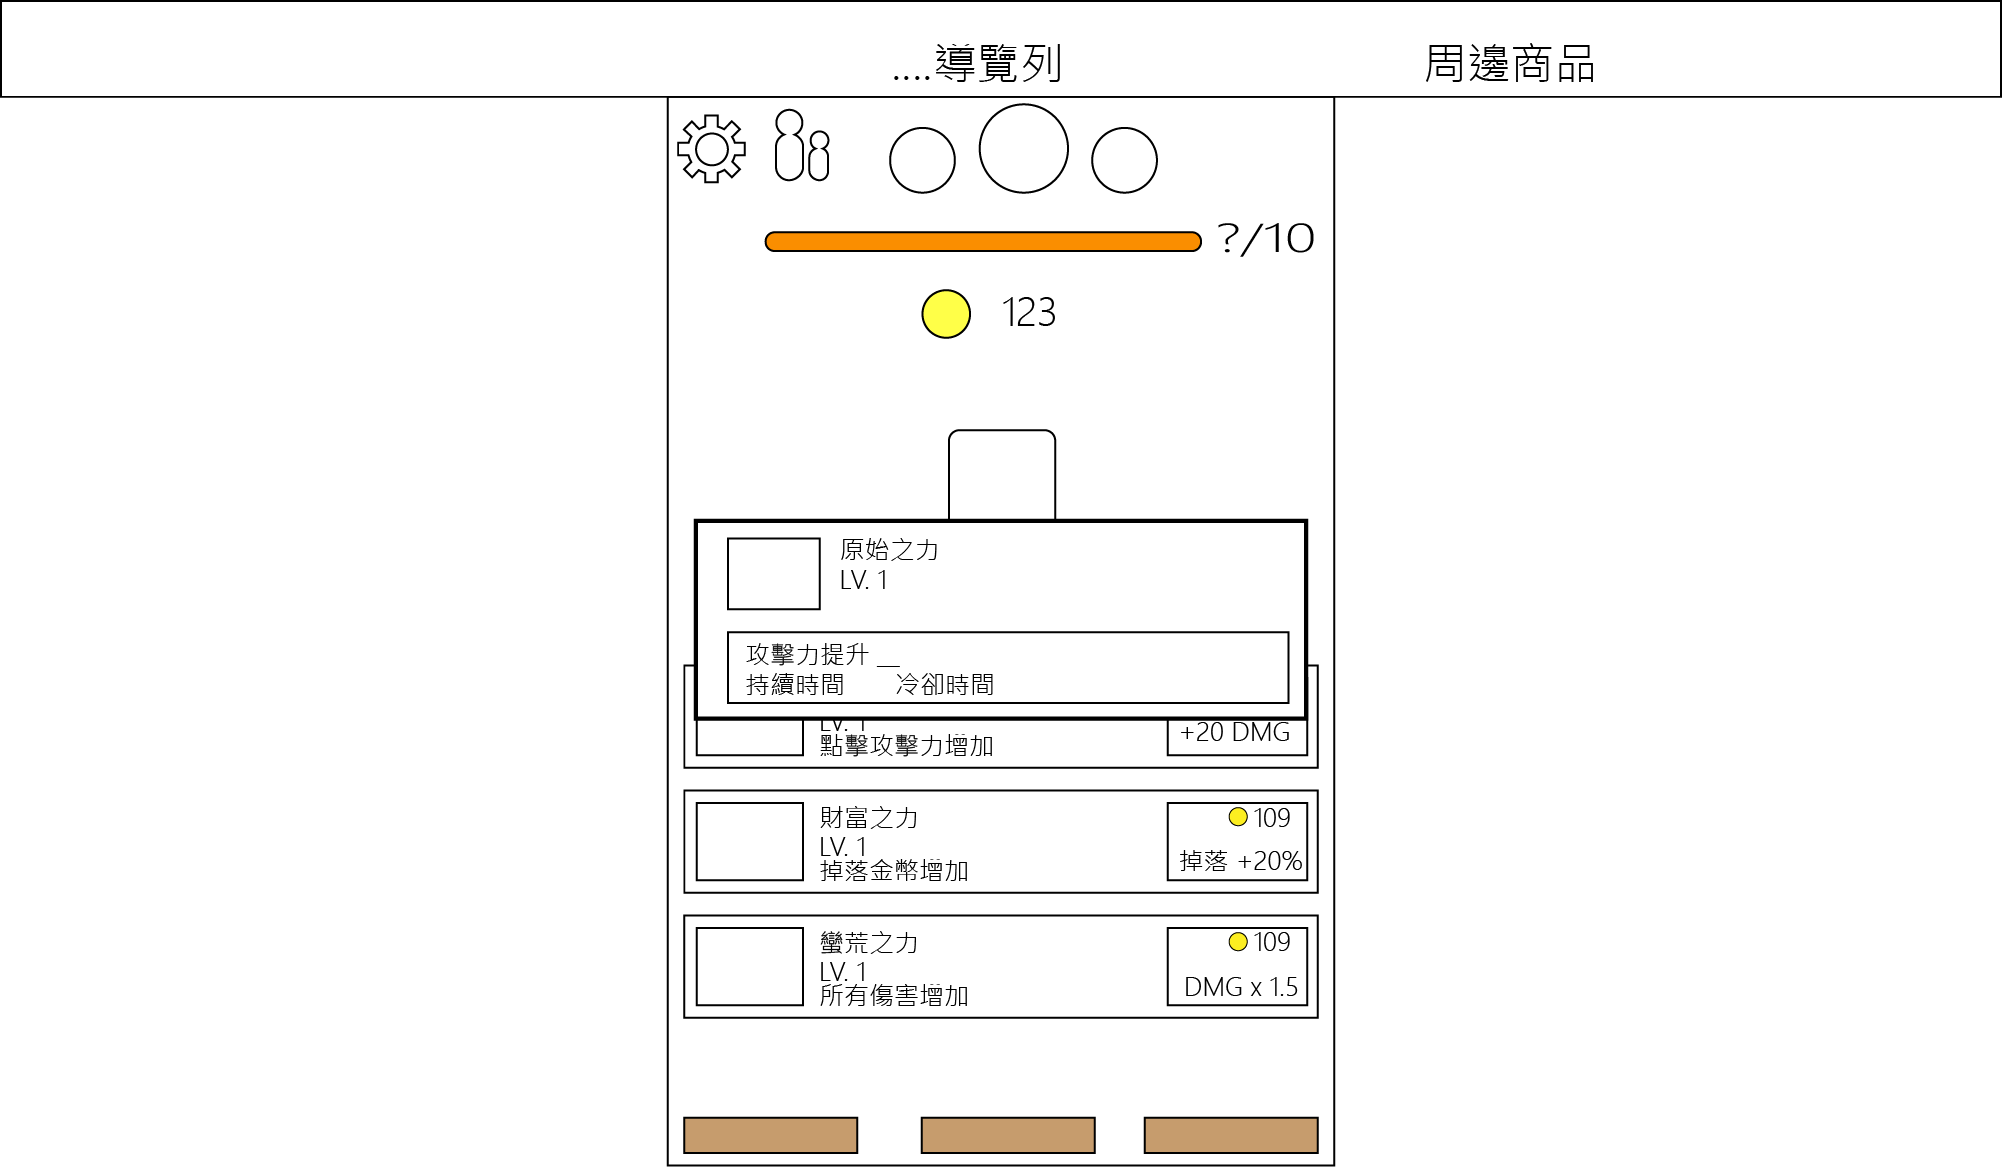 ....導覽列
周邊商品
?/10
123
原始之力
LV. 1
攻擊力提升 __
持續時間 冷卻時間
LV. 1
點擊攻擊力增加
+20 DMG
財富之力
LV. 1
掉落金幣增加
109
掉落 +20%
蠻荒之力
LV. 1
所有傷害增加
109
DMG x 1.5